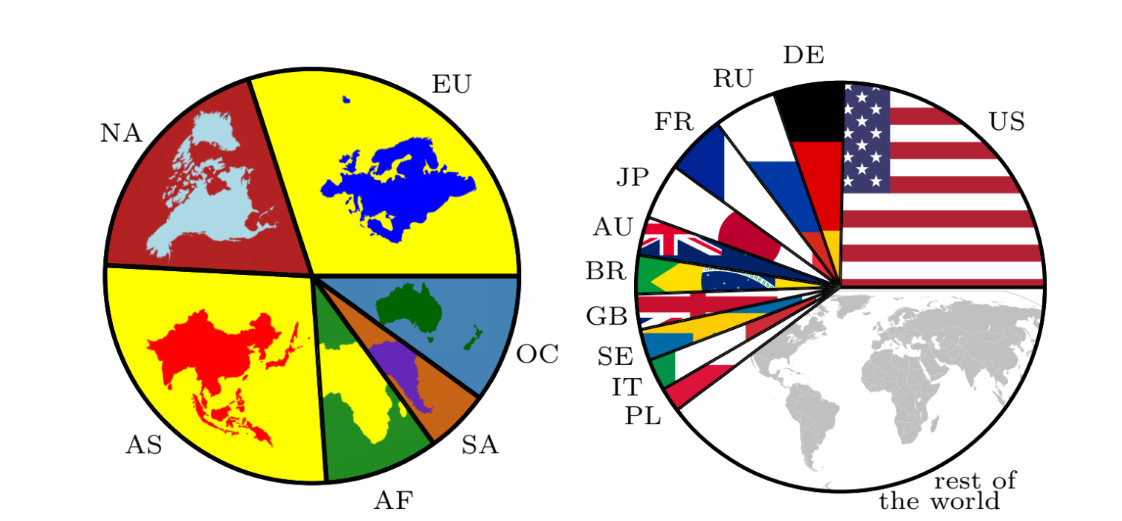 EU
NA
AS
AF
SA
OC
DE
RU
FR
JP
AU
BR
GB
SE
IT
PL
US
rest of
the world